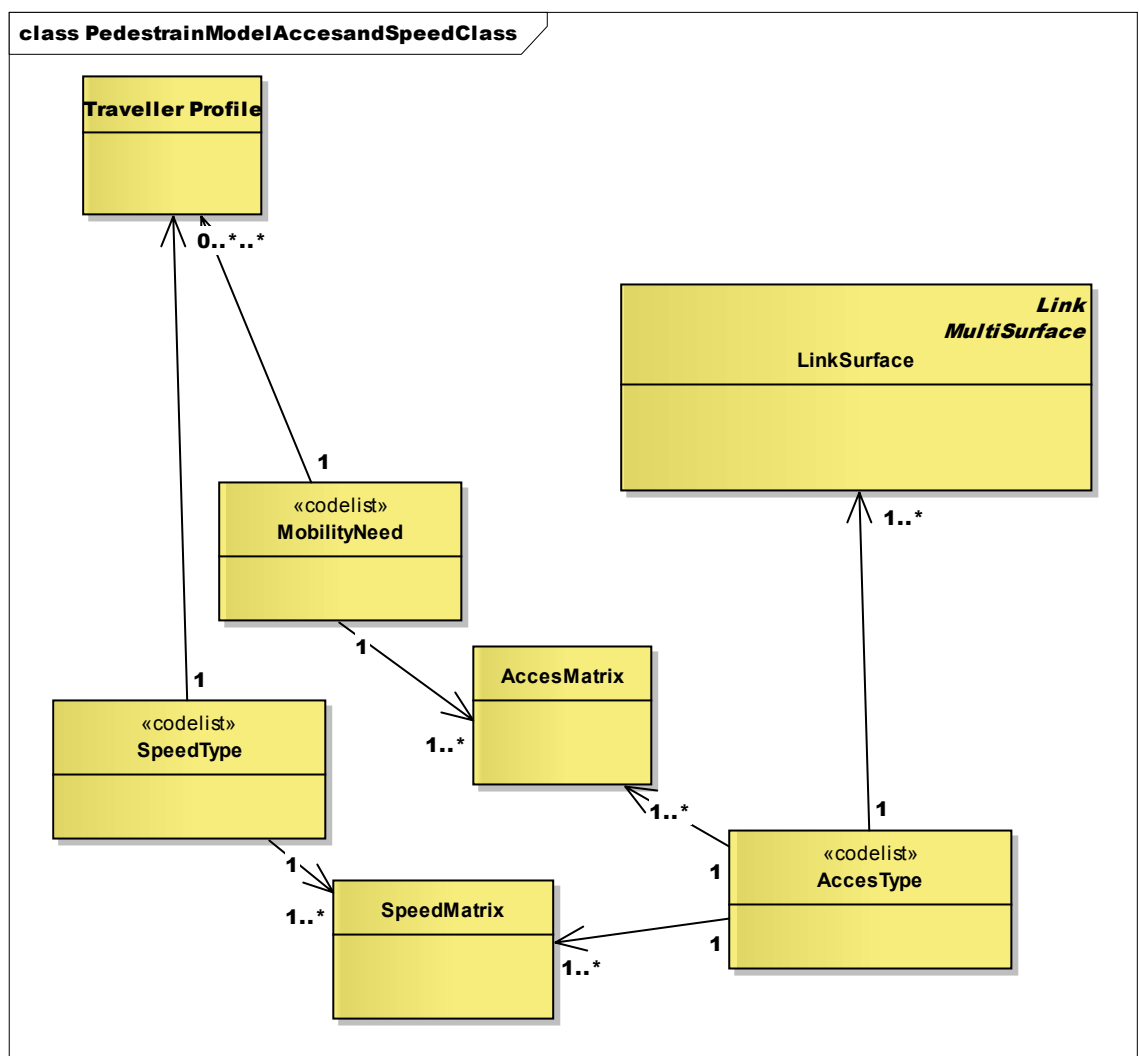 class PedestrainModelAccesandSpeedClass
Traveller Profile
0..*..*
Link
MultiSurface
LinkSurface
1
1..*
«codelist»
MobilityNeed
1
1..*
AccesMatrix
1
«codelist»
SpeedType
1..*
1
1
«codelist»
AccesType
1
1..*
SpeedMatrix
1
1..*